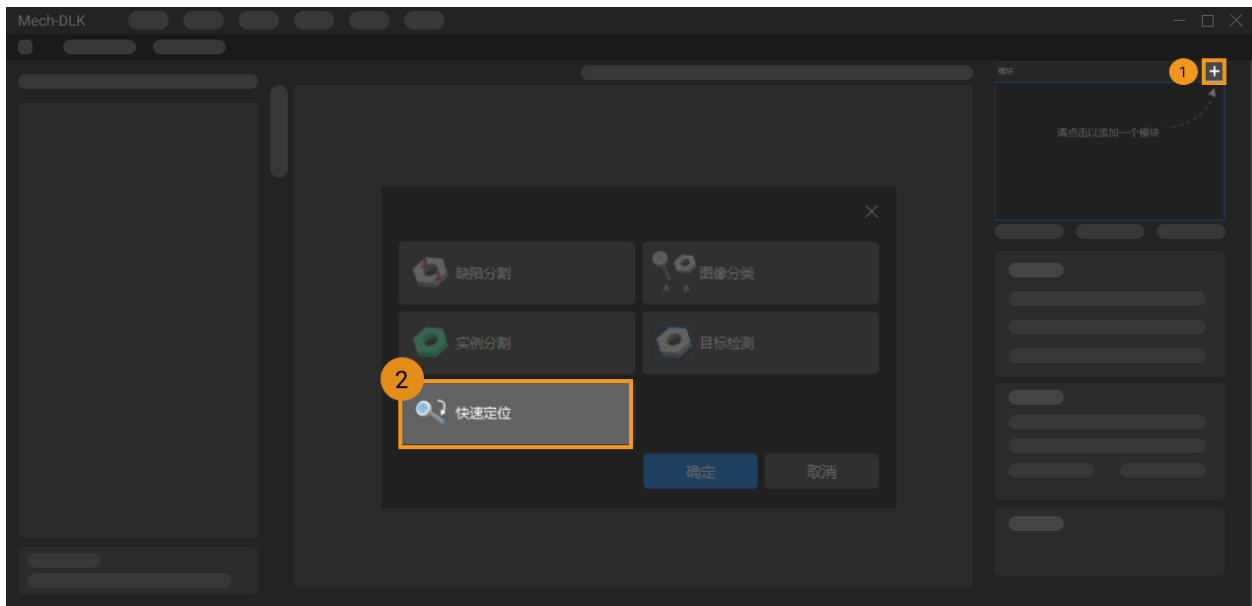 Mech-DLK
模块
1
请点击以添加一个模块
缺陷分割
A B
图像分类
实例分割
目标检测
2
快速定位
确定
取消